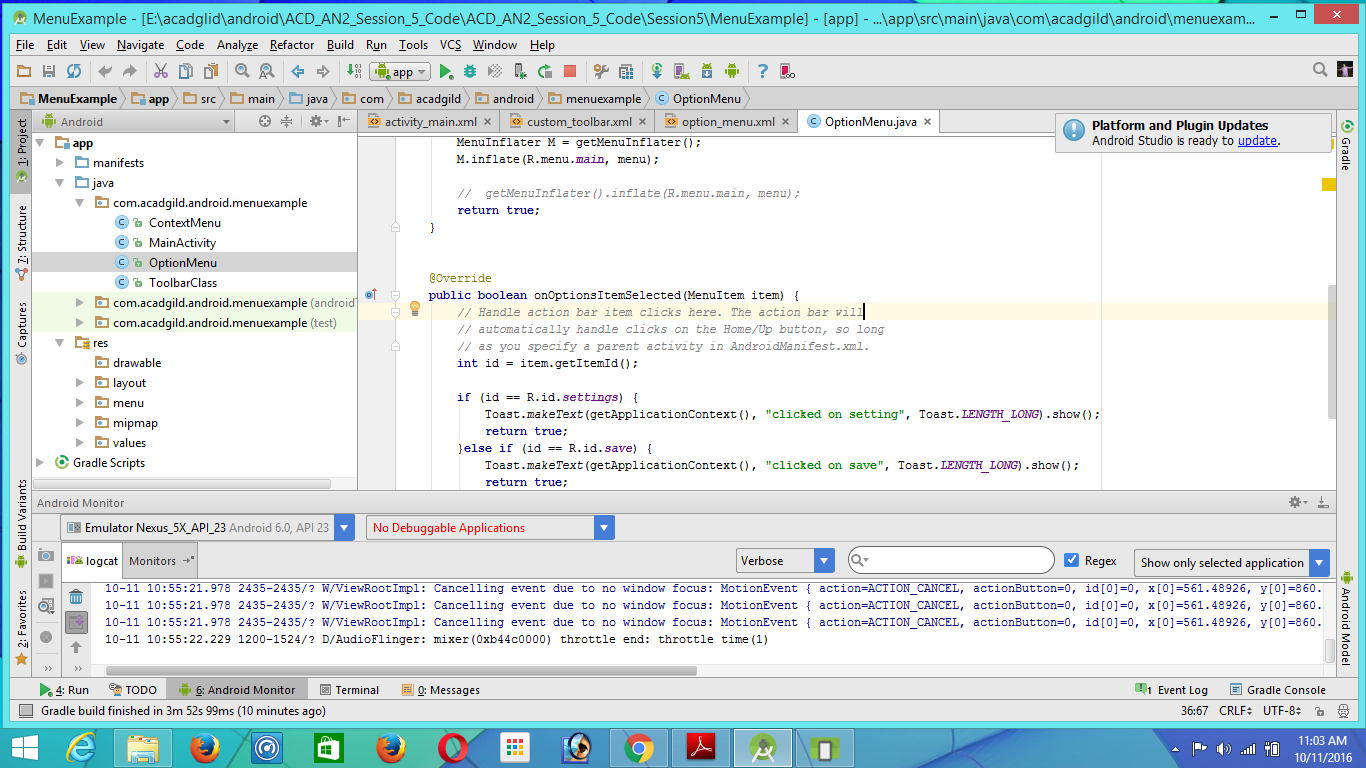 MenuExample - [E:\acadglid\android\ACD_AN2_Session_5_Code\ACD_AN2_Session_5_Code\Session5\MenuExample] - [app] - ...\app\src\main\java\com\acadgild\android\menuexam...
File Edit View Navigate Code Analyze Refactor Build Run Tools VCS Window Help
app
MenuExample app src main java com acadgild android menuexample OptionMenu
Android
activity_main.xml custom_toolbar.xml option_menu.xml OptionMenu.java
Platform and Plugin Updates
Android Studio is ready to update.
1: Project
7: Structure
Captures
Build Variants
2: Favorites
app
manifests
java
com.acadgild.android.menuexample
ContextMenu
MainActivity
OptionMenu
ToolbarClass
com.acadgild.android.menuexample (androidT
com.acadgild.android.menuexample (test)
res
drawable
layout
menu
mipmap
values
Gradle Scripts
MenuInflater M = getMenuInflater();
M.inflate(R.menu.main, menu);
// getMenuInflater().inflate(R.menu.main, menu);
return true;
}
@Override
public boolean onOptionsItemSelected(MenuItem item) {
// Handle action bar item clicks here. The action bar will
// automatically handle clicks on the Home/Up button, so long
// as you specify a parent activity in AndroidManifest.xml.
int id = item.getItemId();
if (id == R.id.settings) {
Toast.makeText(getApplicationContext(), "clicked on setting", Toast.LENGTH_LONG).show();
return true;
}else if (id == R.id.save) {
Toast.makeText(getApplicationContext(), "clicked on save", Toast.LENGTH_LONG).show();
return true;
Gradle
Android Model
Android Monitor
Emulator Nexus_5X_API_23 Android 6.0, API 23
No Debuggable Applications
logcat Monitors
Verbose
Regex
Show only selected application
10-11 10:55:21.978 2435-2435/? W/ViewRootImpl: Cancelling event due to no window focus: MotionEvent { action=ACTION_CANCEL, actionButton=0, id[0]=0, x[0]=561.48926, y[0]=860.
10-11 10:55:21.978 2435-2435/? W/ViewRootImpl: Cancelling event due to no window focus: MotionEvent { action=ACTION_CANCEL, actionButton=0, id[0]=0, x[0]=561.48926, y[0]=860.
10-11 10:55:21.978 2435-2435/? W/ViewRootImpl: Cancelling event due to no window focus: MotionEvent { action=ACTION_CANCEL, actionButton=0, id[0]=0, x[0]=561.48926, y[0]=860.
10-11 10:55:22.229 1200-1524/? D/AudioFlinger: mixer(0xb44c0000) throttle end: throttle time(1)
4: Run TODO 6: Android Monitor Terminal 0: Messages 1 Event Log Gradle Console
Gradle build finished in 3m 52s 99ms (10 minutes ago) 36:67 CRLF UTF-8
11:03 AM
10/11/2016